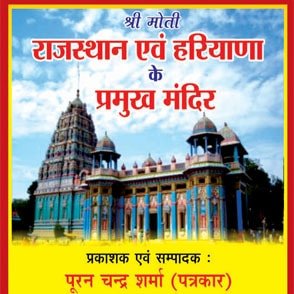 श्री मोती
राजस्थान एवं हरियाणा
के
प्रमुख मंदिर
प्रकाशक एवं सम्पादक :
पूरन चन्द्र शर्मा (पत्रकार)